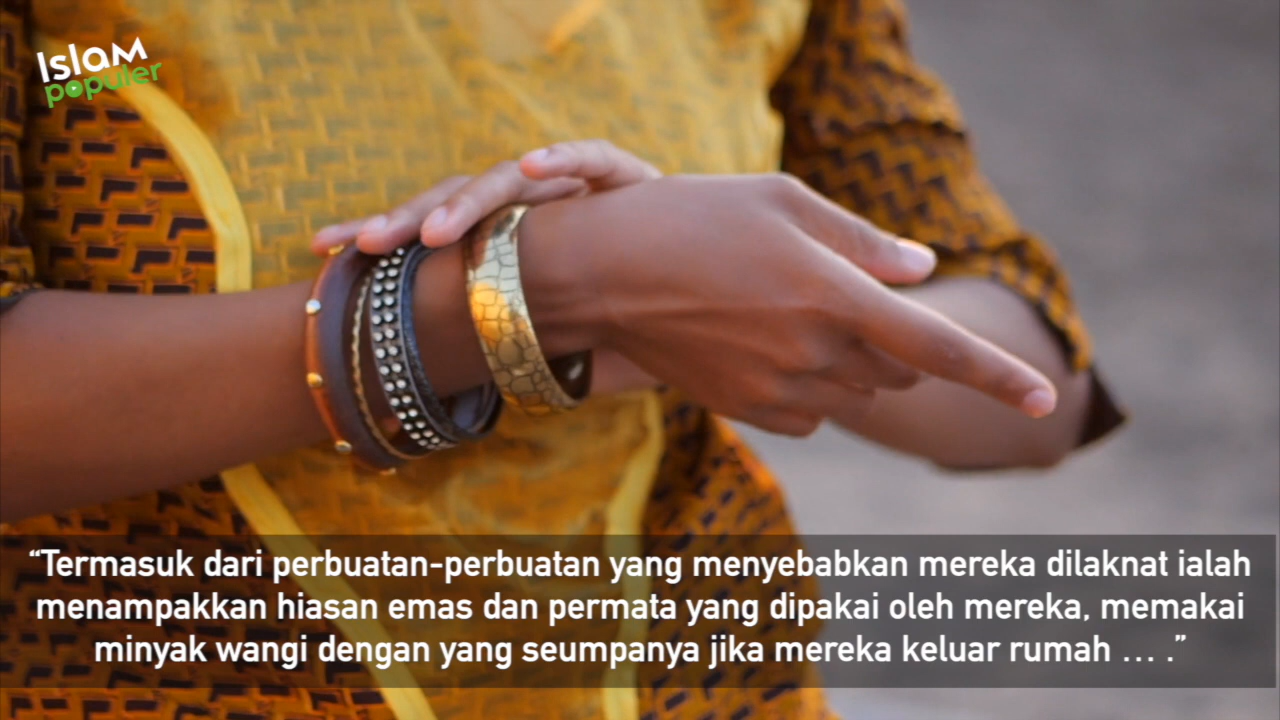 Islam
populer
“Termasuk dari perbuatan-perbuatan yang menyebabkan mereka dilaknat ialah
menampakkan hiasan emas dan permata yang dipakai oleh mereka, memakai
minyak wangi dengan yang seumpanya jika mereka keluar rumah ... .”